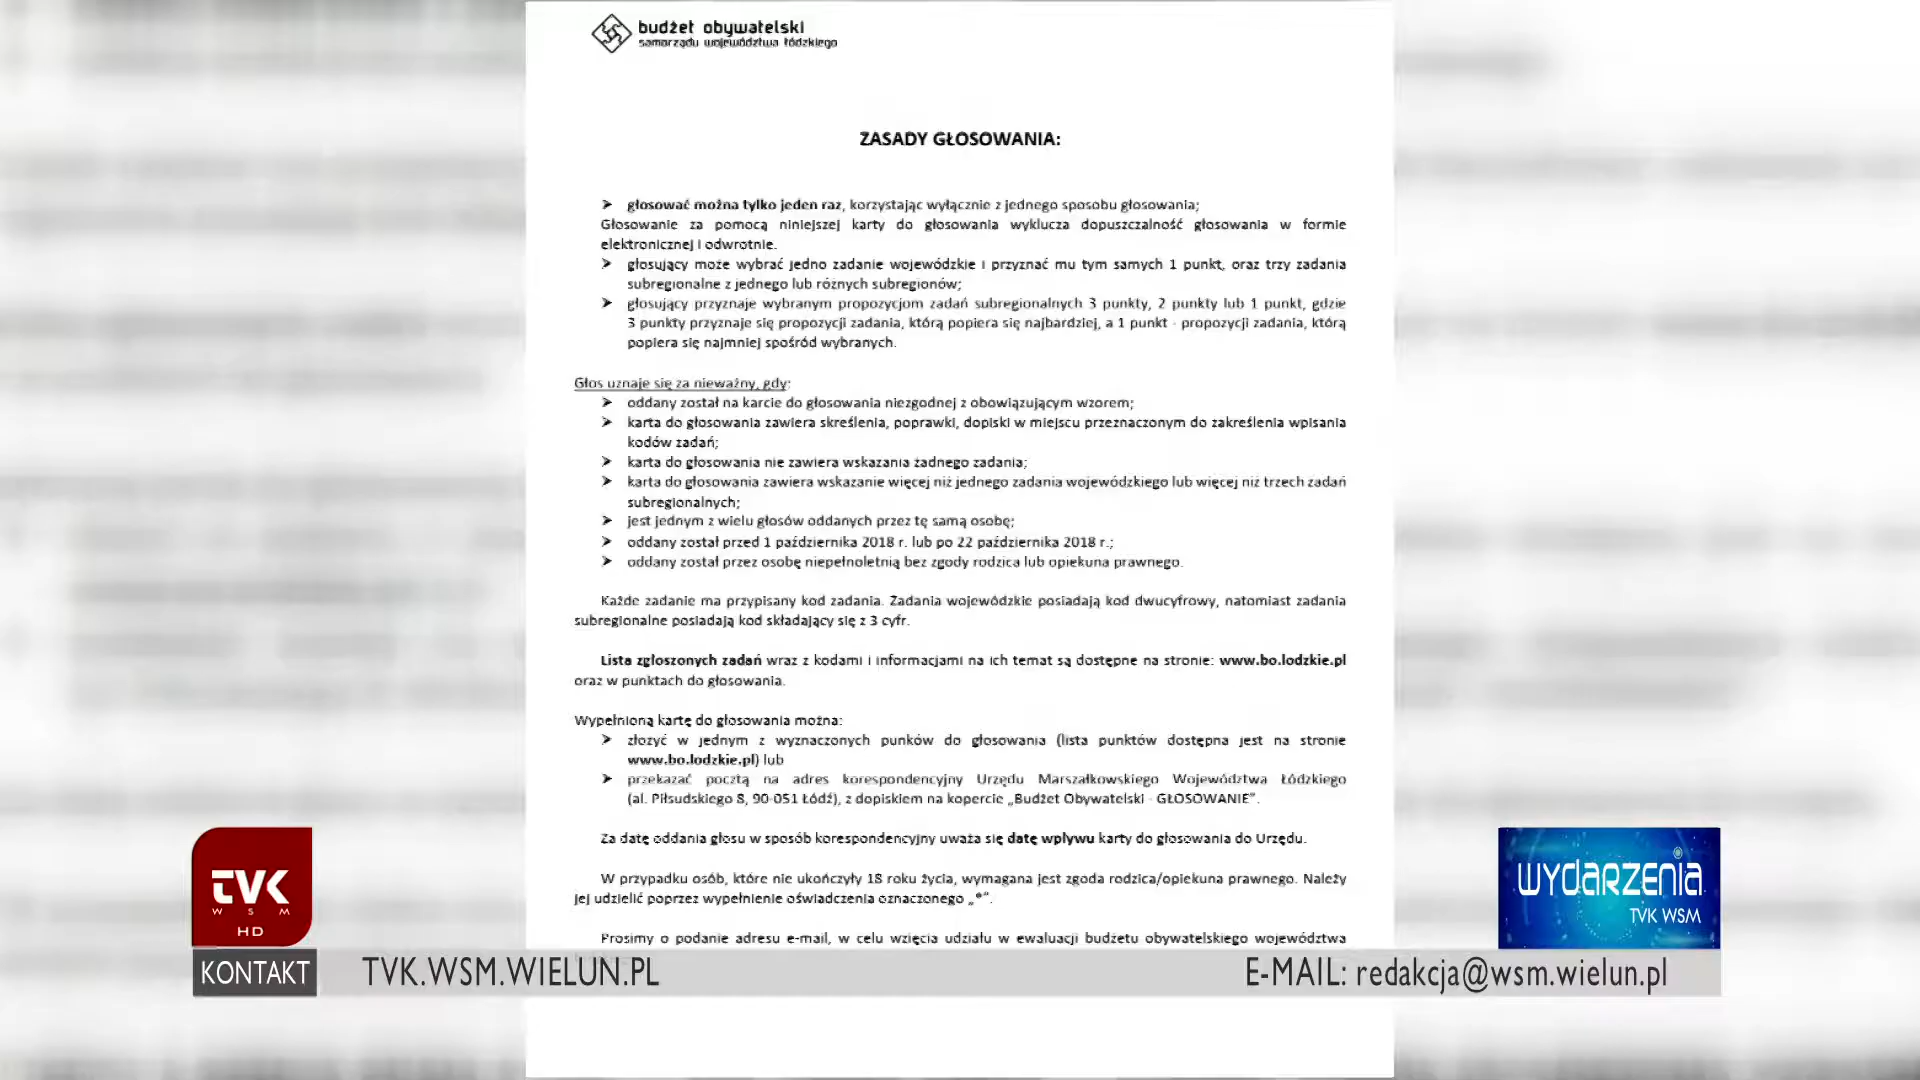 budżet obywatelski
samorządu województwa łódzkiego
ZASADY GŁOSOWANIA:
➤ głosować można tylko jeden raz, korzystając wyłącznie z jednego sposobu głosowania;
Głosowanie za pomocą niniejszej karty do głosowania wyklucza dopuszczalność głosowania w formie
elektronicznej i odwrotnie.
➤ głosujący może wybrać jedno zadanie wojewódzkie i przyznać mu tym samych 1 punkt, oraz trzy zadania
subregionalne z jednego lub różnych subregionów;
➤ głosujący przyznaje wybranym propozycjom zadań subregionalnych 3 punkty, 2 punkty lub 1 punkt, gdzie
3 punkty przyznaje się propozycji zadania, którą popiera się najbardziej, a 1 punkt - propozycji zadania, którą
popiera się najmniej spośród wybranych.
Głos uznaje się za nieważny, gdy:
➤ oddany został na karcie do głosowania niezgodnej z obowiązującym wzorem;
➤ karta do głosowania zawiera skreślenia, poprawki, dopiski w miejscu przeznaczonym do zakreślenia wpisania
kodów zadań;
➤ karta do głosowania nie zawiera wskazania żadnego zadania;
➤ karta do głosowania zawiera wskazanie więcej niż jednego zadania wojewódzkiego lub więcej niż trzech zadań
subregionalnych;
➤ jest jednym z wielu głosów oddanych przez tę samą osobę;
➤ oddany został przed 1 października 2018 r. lub po 22 października 2018 r.;
➤ oddany został przez osobę niepełnoletnią bez zgody rodzica lub opiekuna prawnego.
Każde zadanie ma przypisany kod zadania. Zadania wojewódzkie posiadają kod dwucyfrowy, natomiast zadania
subregionalne posiadają kod składający się z 3 cyfr.
Lista zgłoszonych zadań wraz z kodami i informacjami na ich temat są dostępne na stronie: www.bo.lodzkie.pl
oraz w punktach do głosowania.
Wypełnioną kartę do głosowania można:
➤ złożyć w jednym z wyznaczonych punków do głosowania (lista punktów dostępna jest na stronie
www.bo.lodzkie.pl) lub
➤ przekazać pocztą na adres korespondencyjny Urzędu Marszałkowskiego Województwa Łódzkiego
(al. Piłsudskiego 8, 90-051 Łódź), z dopiskiem na kopercie „Budżet Obywatelski - GŁOSOWANIE”.
Za datę oddania głosu w sposób korespondencyjny uważa się datę wpływu karty do głosowania do Urzędu.
W przypadku osób, które nie ukończyły 18 roku życia, wymagana jest zgoda rodzica/opiekuna prawnego. Należy
jej udzielić poprzez wypełnienie oświadczenia oznaczonego „*”.
Prosimy o podanie adresu e-mail, w celu wzięcia udziału w ewaluacji budżetu obywatelskiego województwa
TVK
WSM
HD
WYDARZENIA
TVK WSM
KONTAKT TVK.WSM.WIELUN.PL E-MAIL: redakcja@wsm.wielun.pl